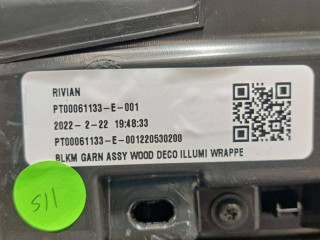 RIVIAN
PT00061133-E-001
2022- 2-22 19:48:33
PT00061133-E-001220530200
BLKM GARN ASSY WOOD DECO ILLUMI WRAPPE
511